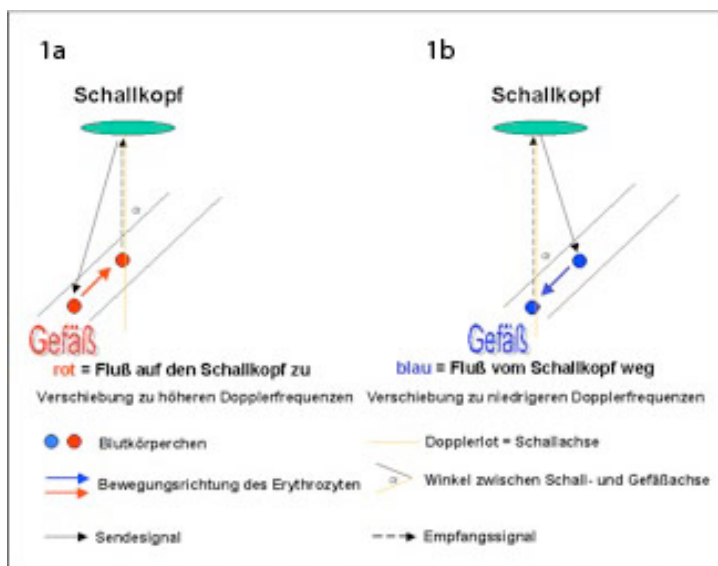 1a
Schallkopf
α
Gefäß
rot = Fluß auf den Schallkopf zu
Verschiebung zu höheren Dopplerfrequenzen
1b
Schallkopf
α
Gefäß
blau = Fluß vom Schallkopf weg
Verschiebung zu niedrigeren Dopplerfrequenzen
Blutkörperchen
Dopplerlot = Schallachse
Bewegungsrichtung des Erythrozyten
α
Winkel zwischen Schall- und Gefäßachse
Sendesignal
Empfangssignal